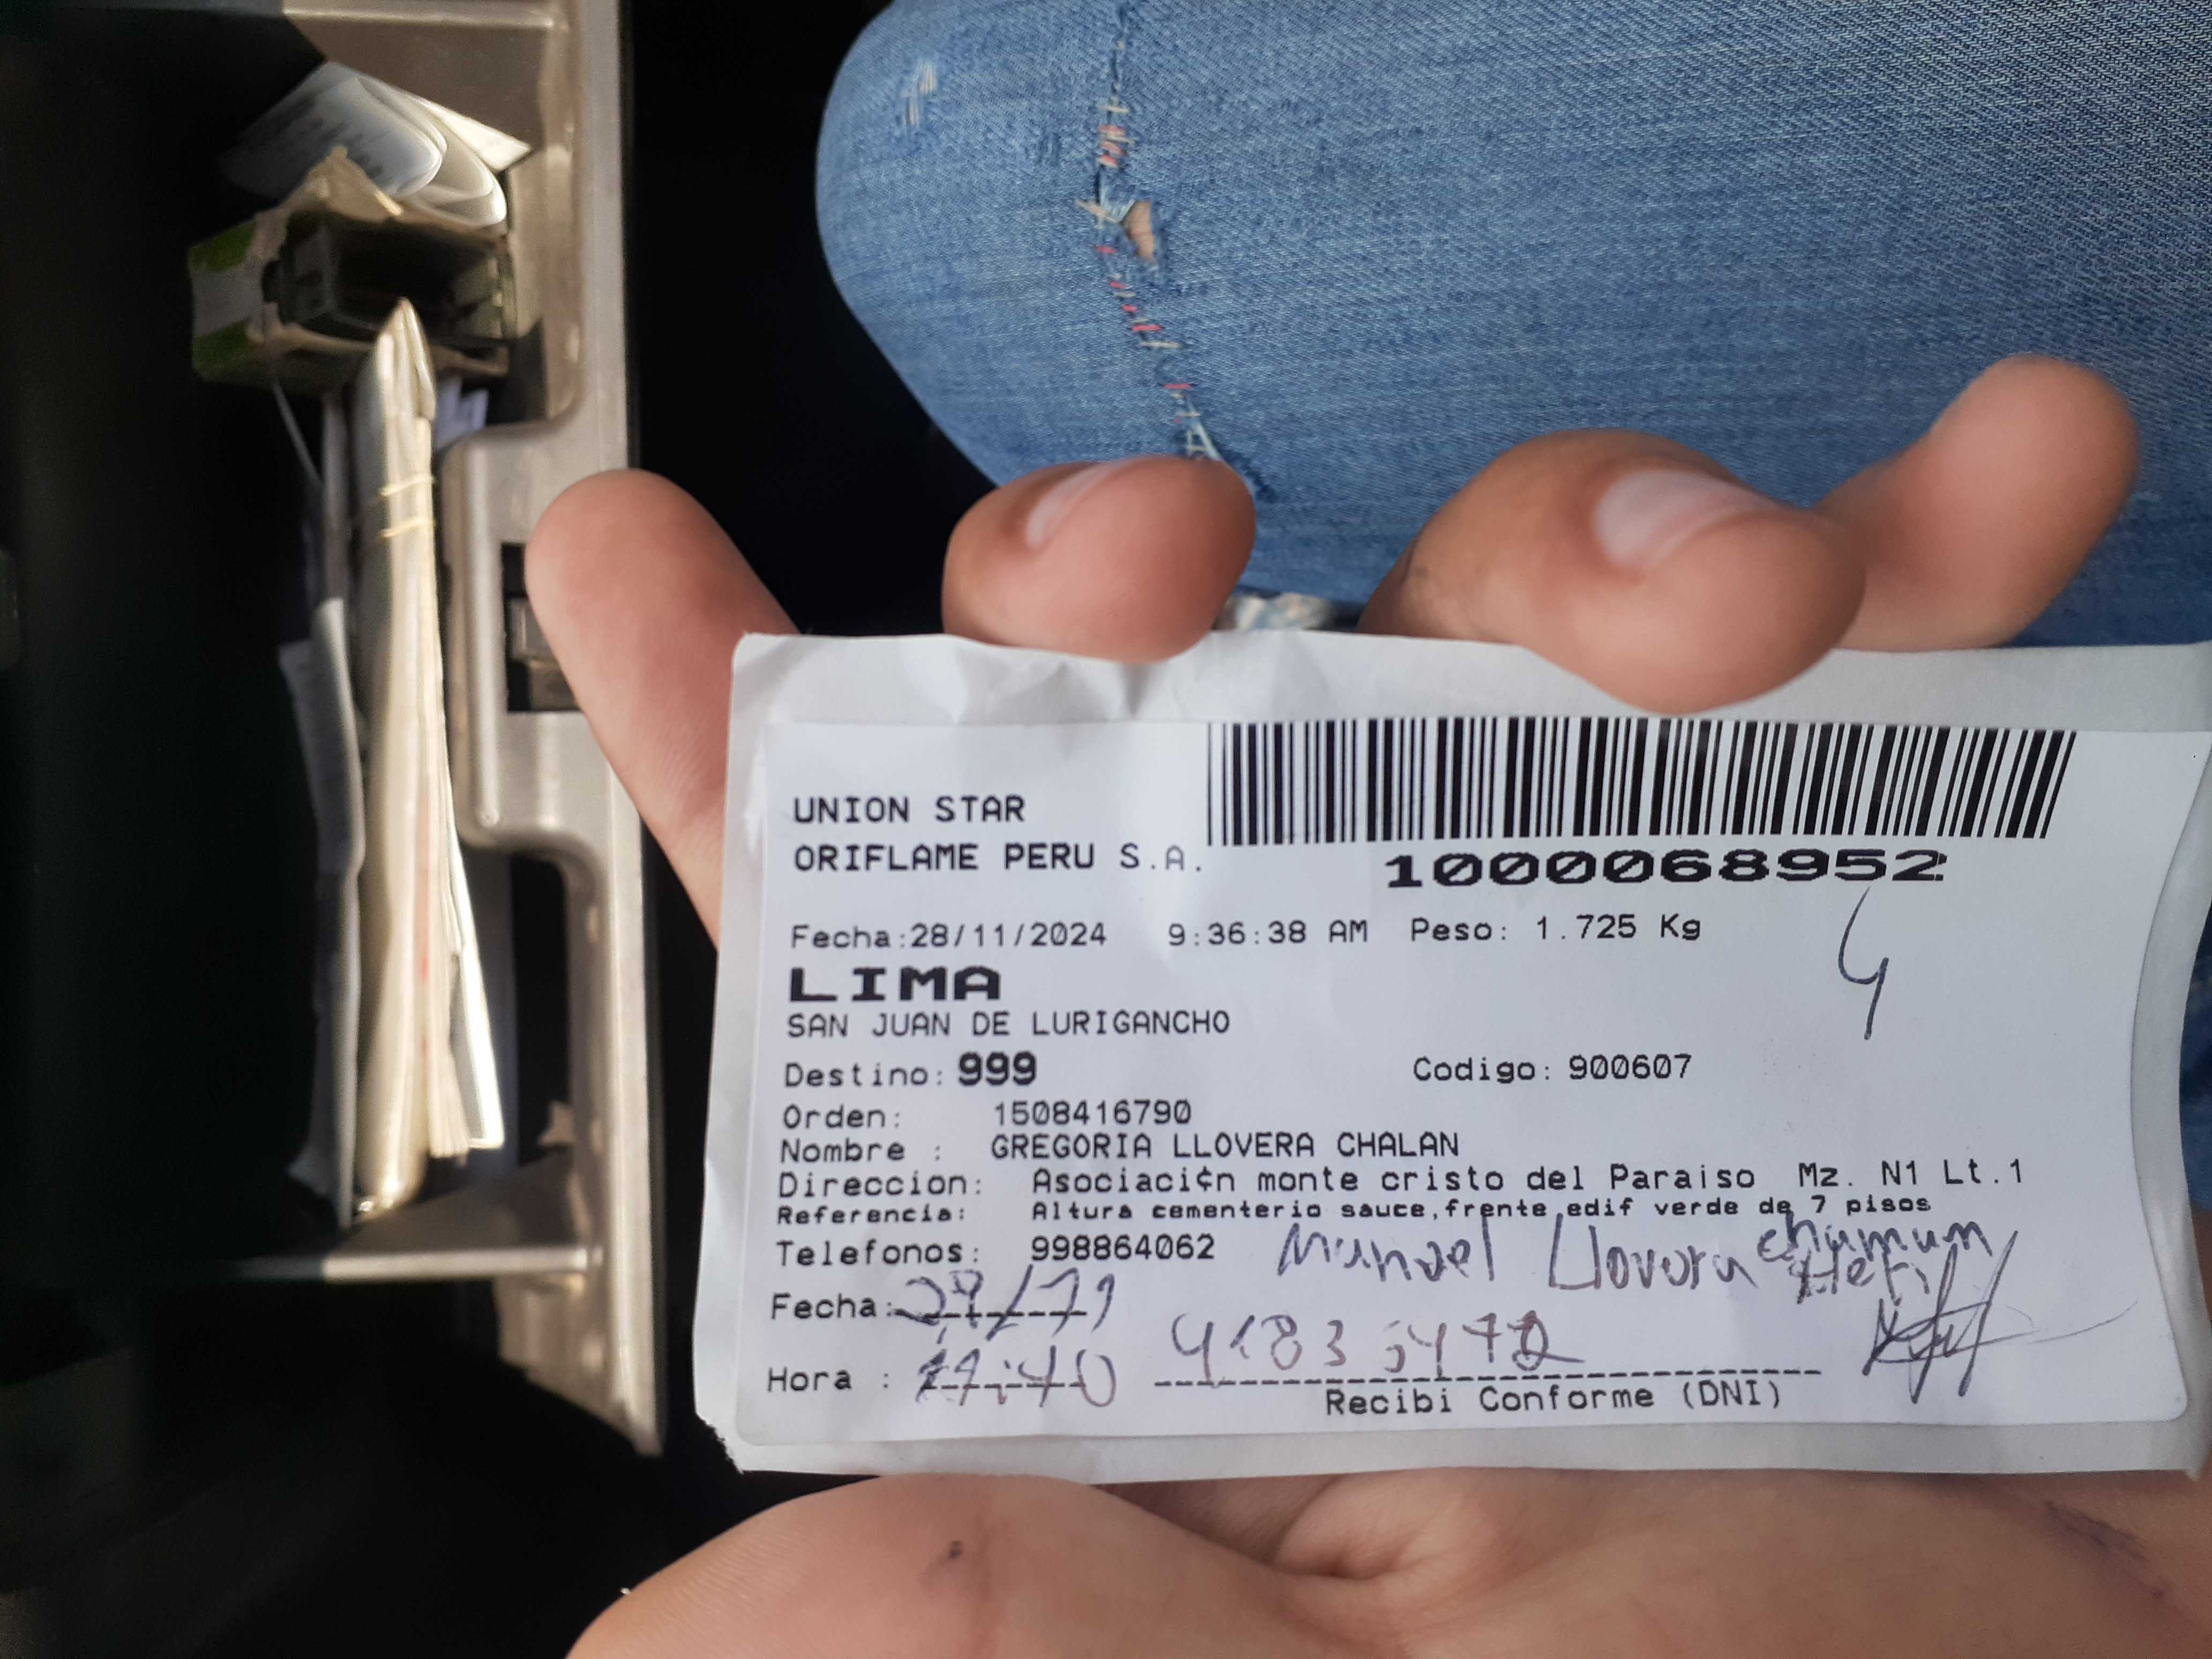 UNION STAR
ORIFLAME PERU S.A.
1000068952
Fecha:28/11/2024 9:36:38 AM Peso: 1.725 Kg
4
LIMA
SAN JUAN DE LURIGANCHO
Destino: 999 Codigo: 900607
Orden: 1508416790
Nombre : GREGORIA LLOVERA CHALAN
Direccion: Asociaci¢n monte cristo del Paraiso Mz. N1 Lt.1
Referencia: Altura cementerio sauce,frente edif verde de 7 pisos
Telefonos: 998864062 Llovera
Fecha:
Hora :
Recibi Conforme (DNI)